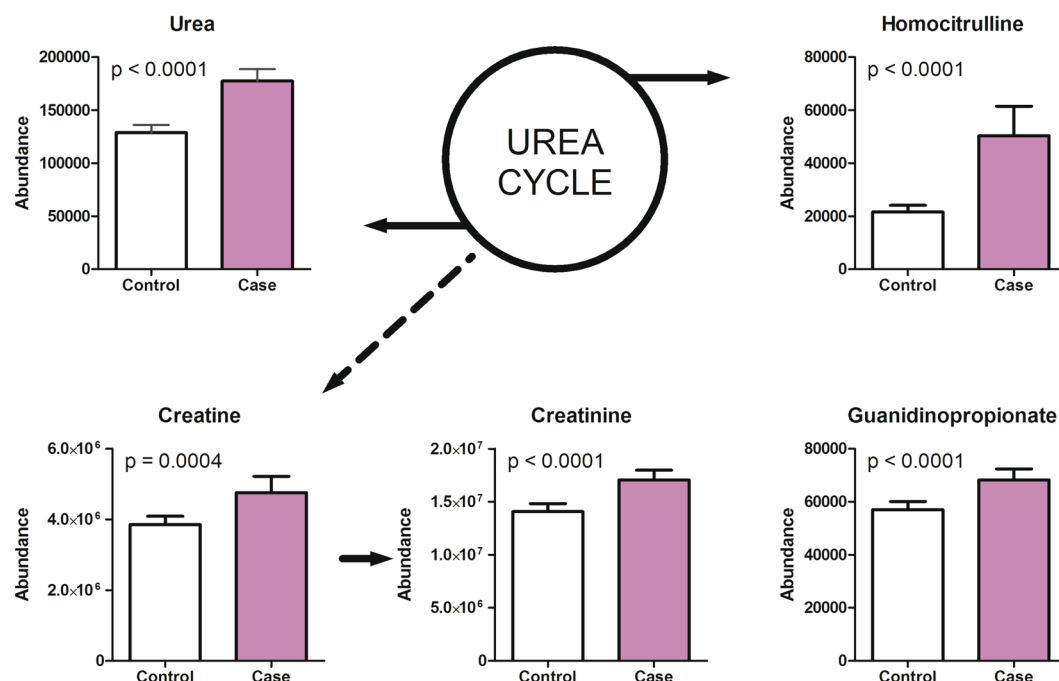 Urea
p < 0.0001
Abundance
200000
150000
100000
50000
0
Control
Case
UREA
CYCLE
Homocitrulline
p < 0.0001
Abundance
80000
60000
40000
20000
0
Control
Case
Creatine
p = 0.0004
Abundance
6.0×10⁶
4.0×10⁶
2.0×10⁶
0
Control
Case
Creatinine
p < 0.0001
Abundance
2.0×10⁷
1.5×10⁷
1.0×10⁷
5.0×10⁶
0
Control
Case
Guanidinopropionate
p < 0.0001
Abundance
80000
60000
40000
20000
0
Control
Case